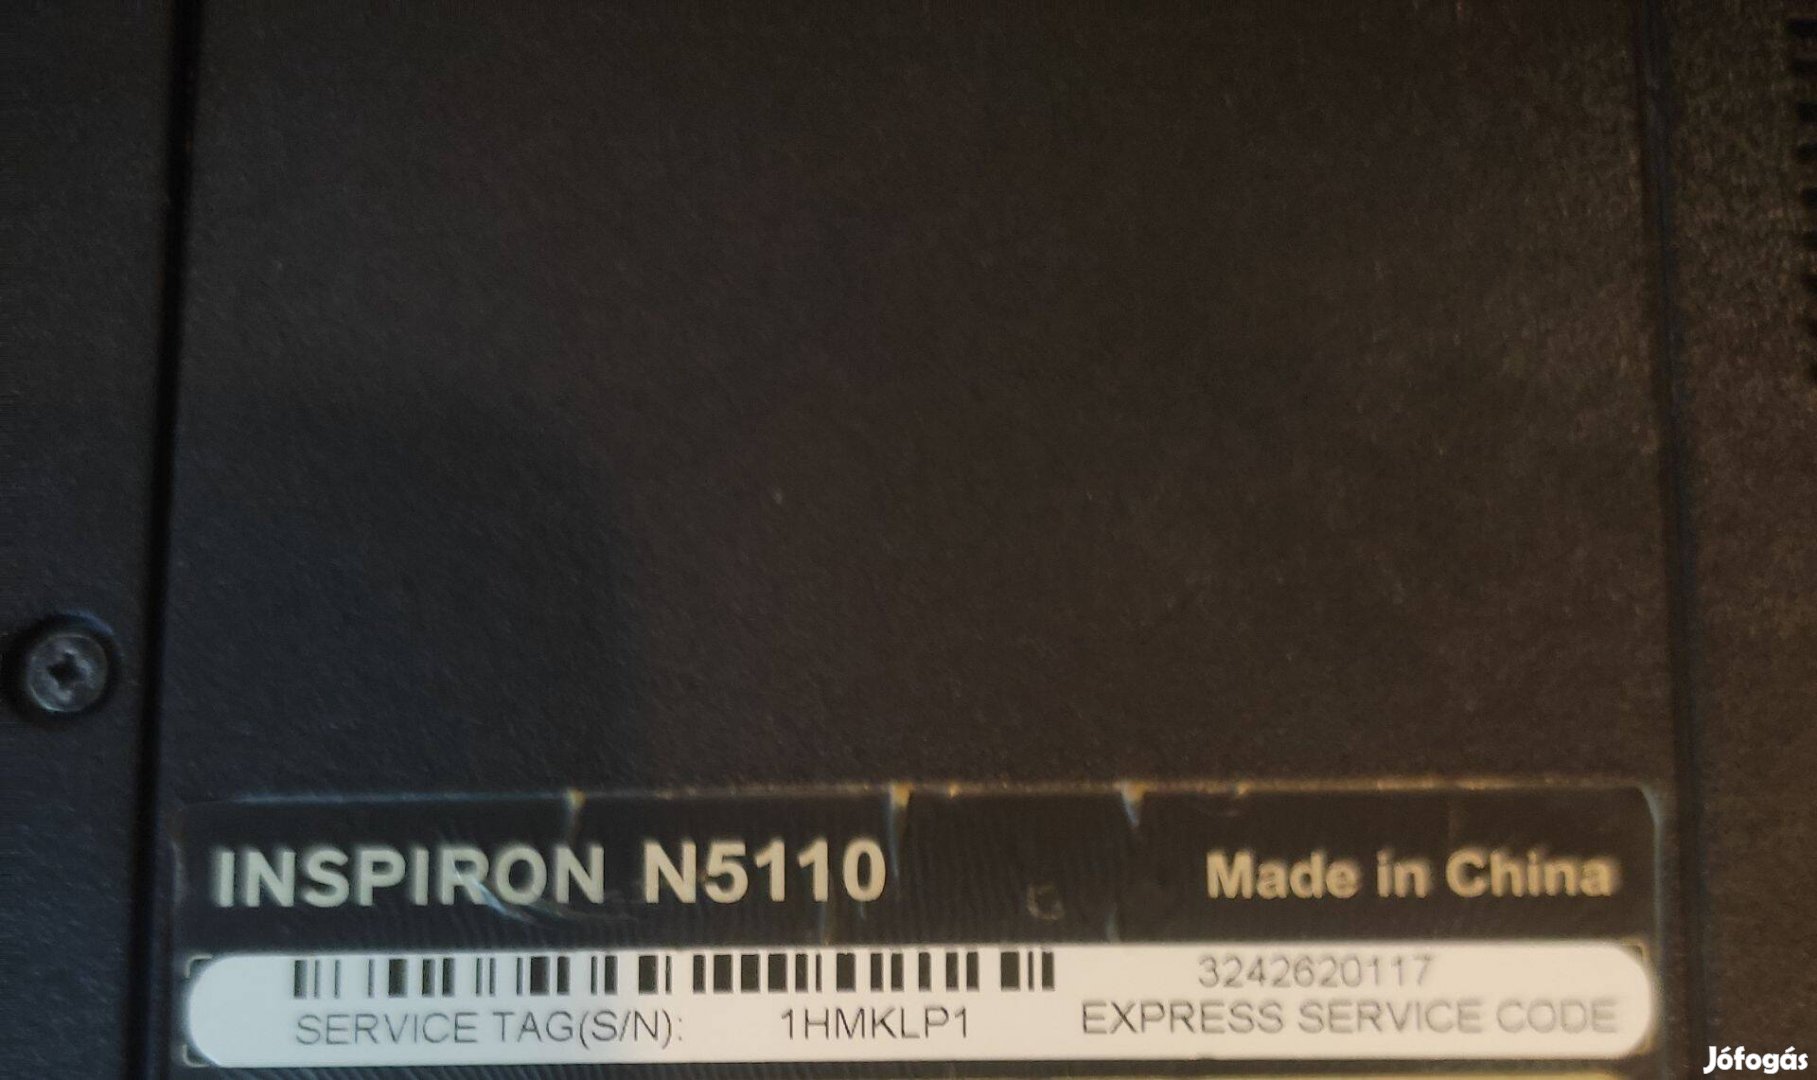 INSPIRON N5110 Made in China
3242620117
SERVICE TAG(S/N): 1HMKLP1 EXPRESS SERVICE CODE
Jófogás